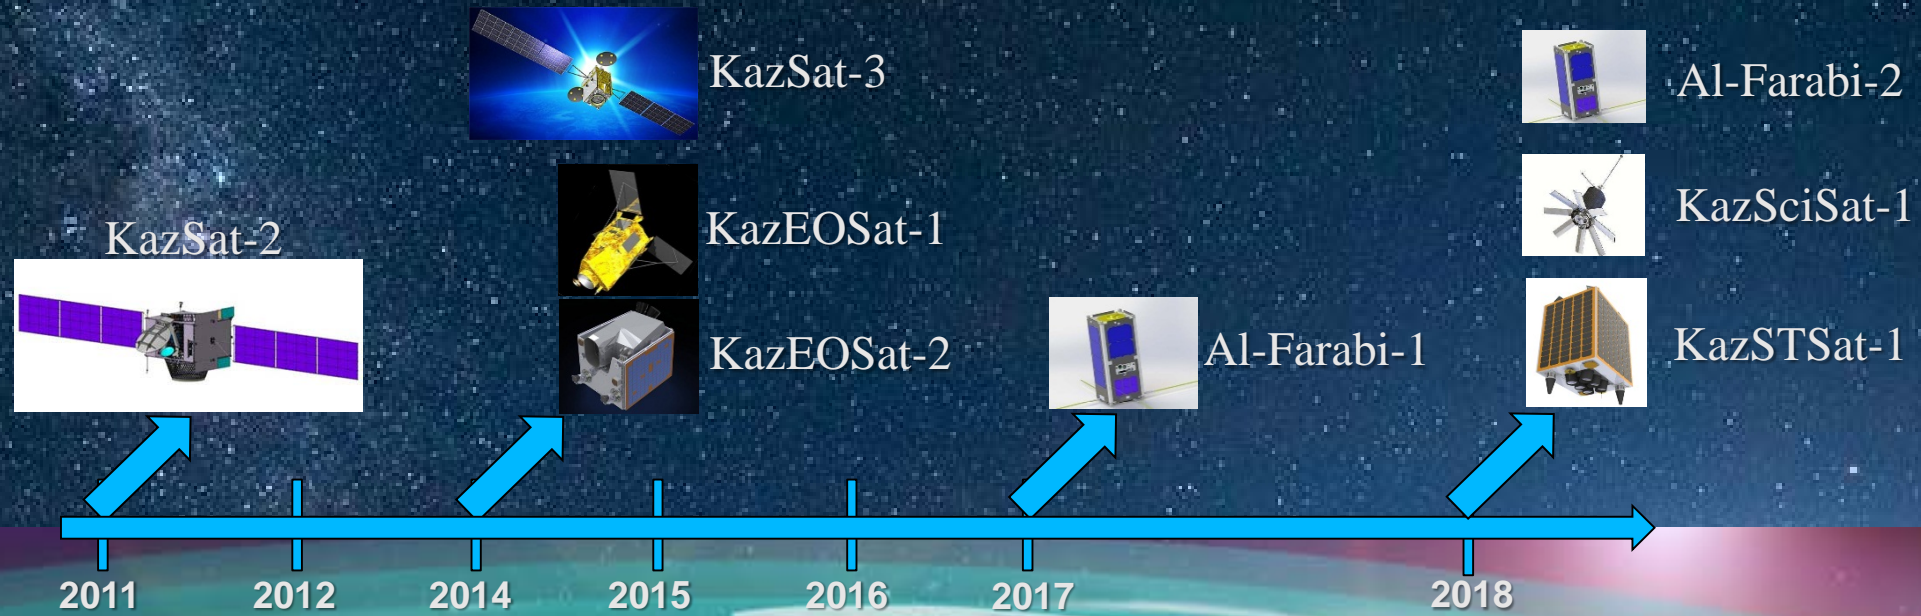 KazSat-2
KazSat-3
KazEOSat-1
KazEOSat-2
Al-Farabi-1
Al-Farabi-2
KazSciSat-1
KazSTSat-1
2011
2012
2014
2015
2016
2017
2018